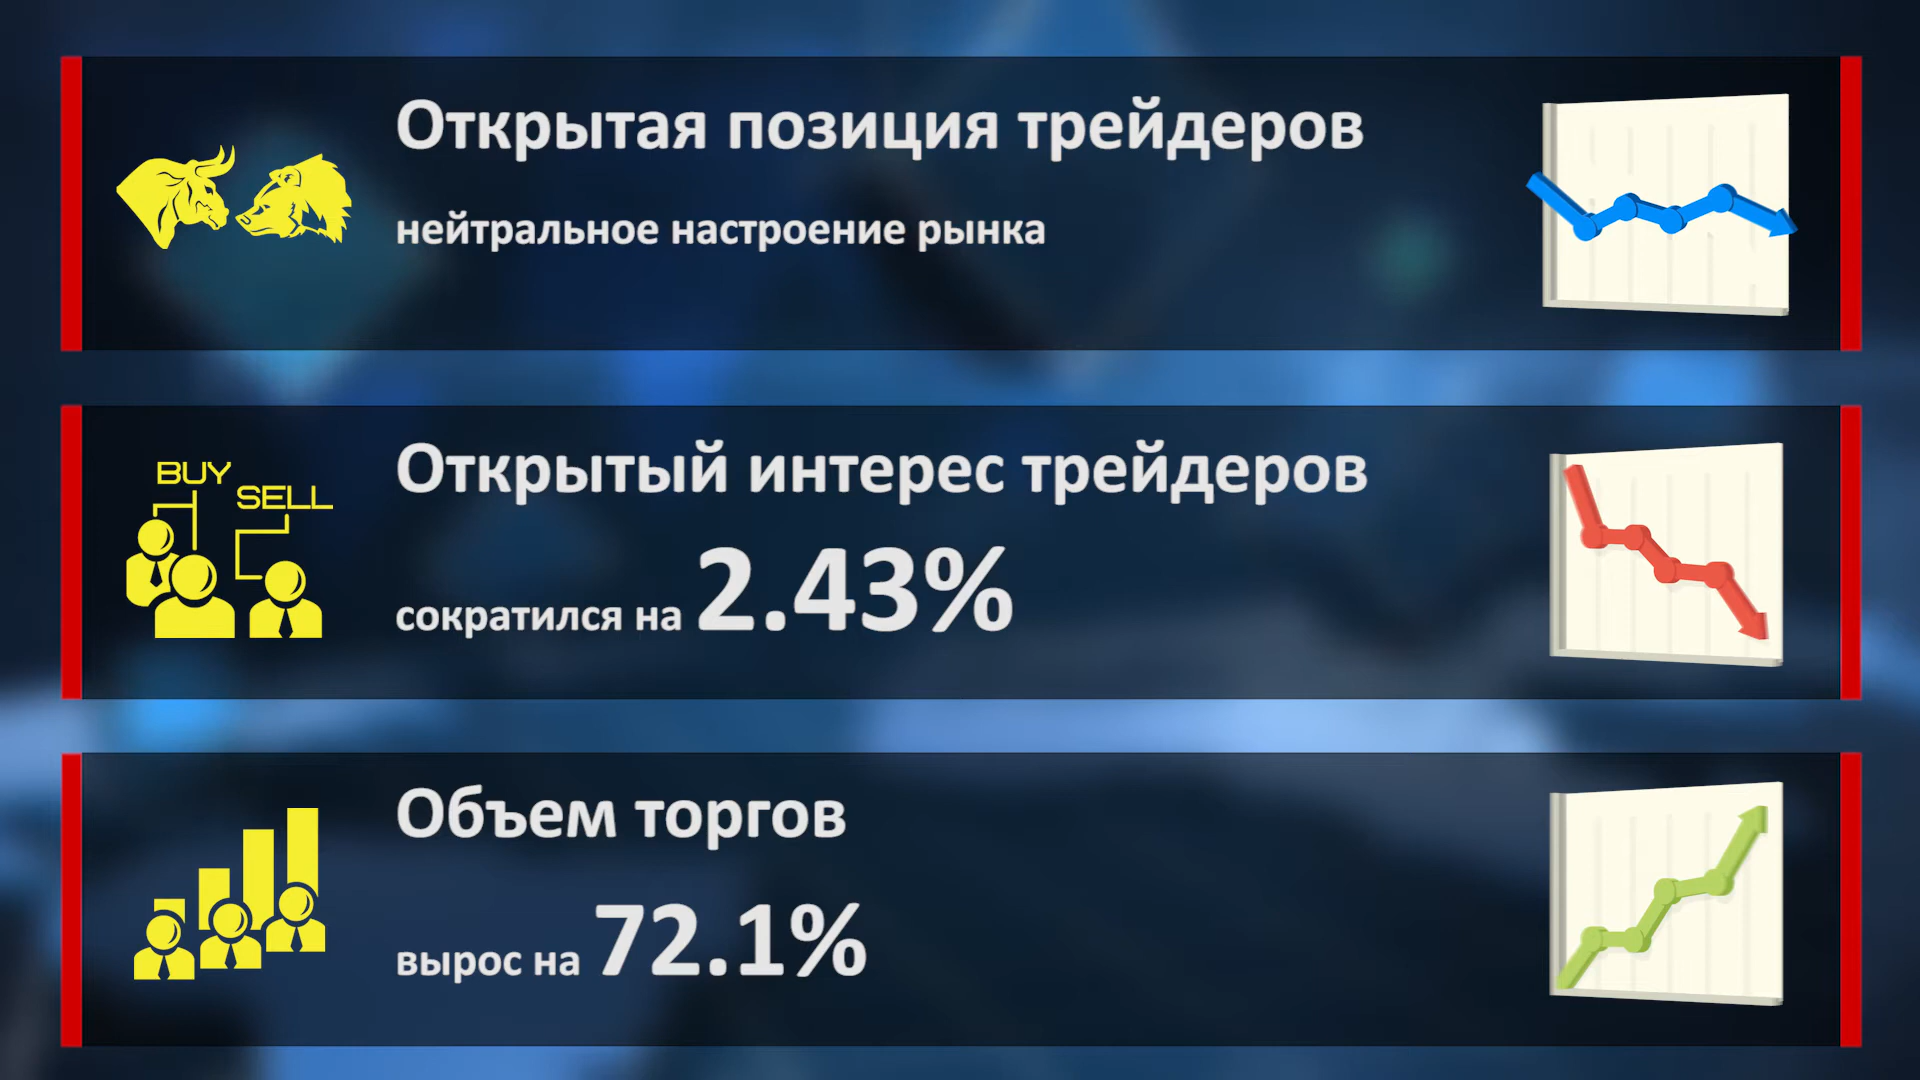 Открытая позиция трейдеров
нейтральное настроение рынка
BUY
SELL
Открытый интерес трейдеров
сократился на 2.43%
Объем торгов
вырос на 72.1%